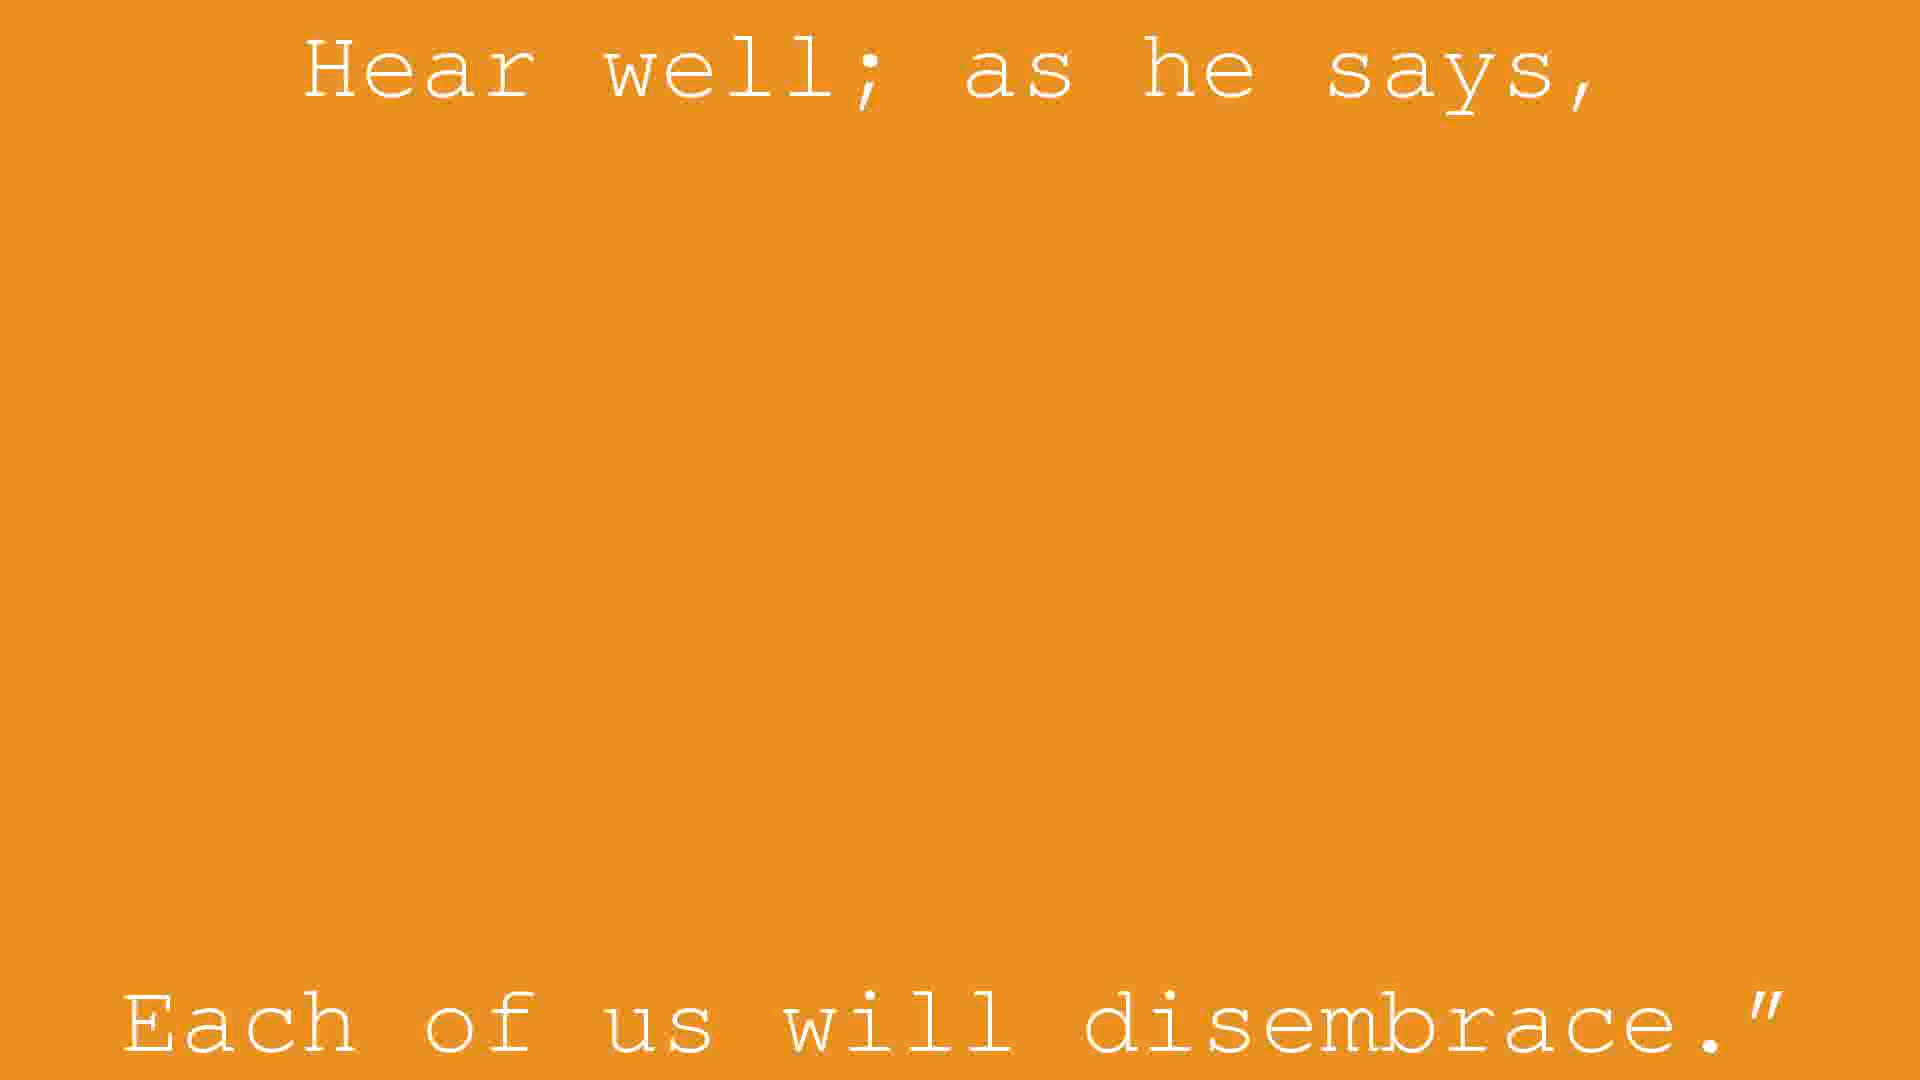 Hear well; as he says,
Each of us will disembrace.”